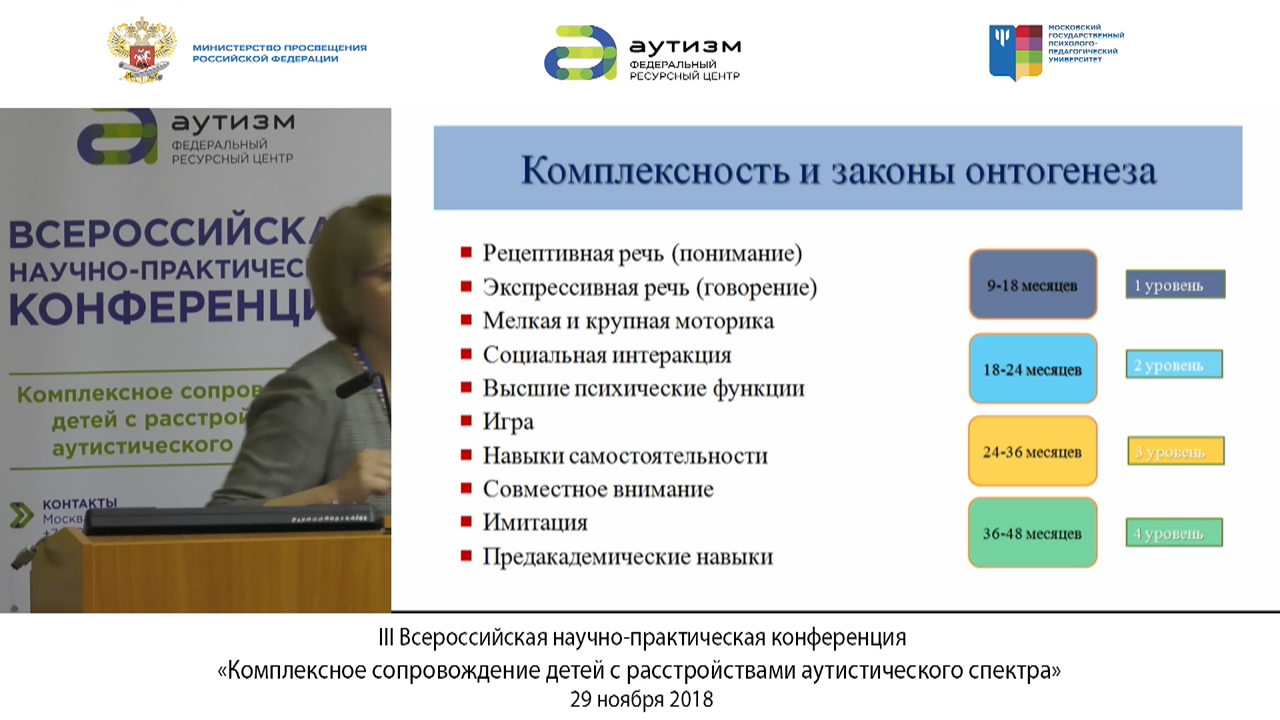 МИНИСТЕРСТВО ПРОСВЕЩЕНИЯ
РОССИЙСКОЙ ФЕДЕРАЦИИ
аутизм
ФЕДЕРАЛЬНЫЙ
РЕСУРСНЫЙ ЦЕНТР
МОСКОВСКИЙ
ГОСУДАРСТВЕННЫЙ
ПСИХОЛОГО-
ПЕДАГОГИЧЕСКИЙ
УНИВЕРСИТЕТ
аутизм
ФЕДЕРАЛЬНЫЙ
РЕСУРСНЫЙ ЦЕНТР
ВСЕРОССИЙСКА
НАУЧНО-ПРАКТИЧЕС
КОНФЕРЕНЦИ
Комплексное сопров
детей с расстрой
аутистического
КОНТАКТЫ
Москва
Комплексность и законы онтогенеза
Рецептивная речь (понимание)
Экспрессивная речь (говорение)
Мелкая и крупная моторика
Социальная интеракция
Высшие психические функции
Игра
Навыки самостоятельности
Совместное внимание
Имитация
Предакадемические навыки
9-18 месяцев
1 уровень
18-24 месяцев
2 уровень
24-36 месяцев
3 уровень
36-48 месяцев
4 уровень
III Всероссийская научно-практическая конференция
«Комплексное сопровождение детей с расстройствами аутистического спектра»
29 ноября 2018